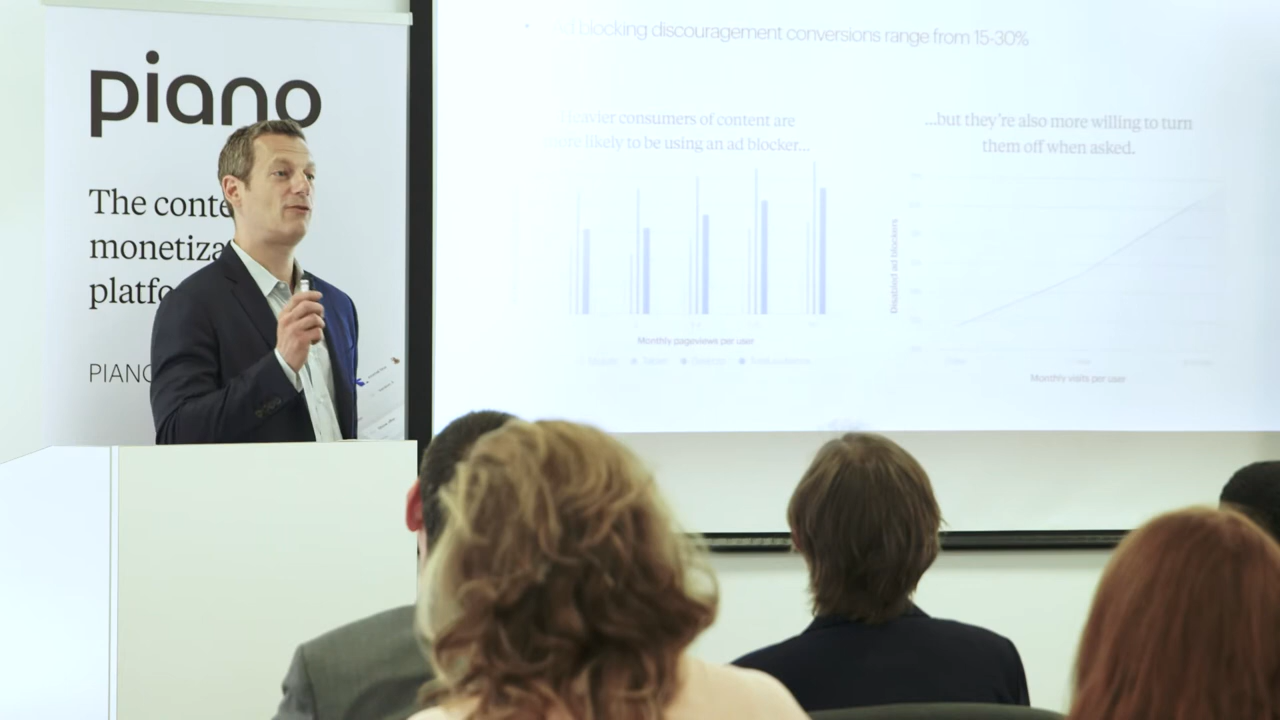 piano
The conte
monetiza
platfo
PIANO
blocking discouragement conversions range from 15-30%
consumers of content are
likely to be using an ad blocker...
Monthly pageviews per user
...but they're also more willing to turn
them off when asked.
Disabled ad blockers
Monthly visits per user